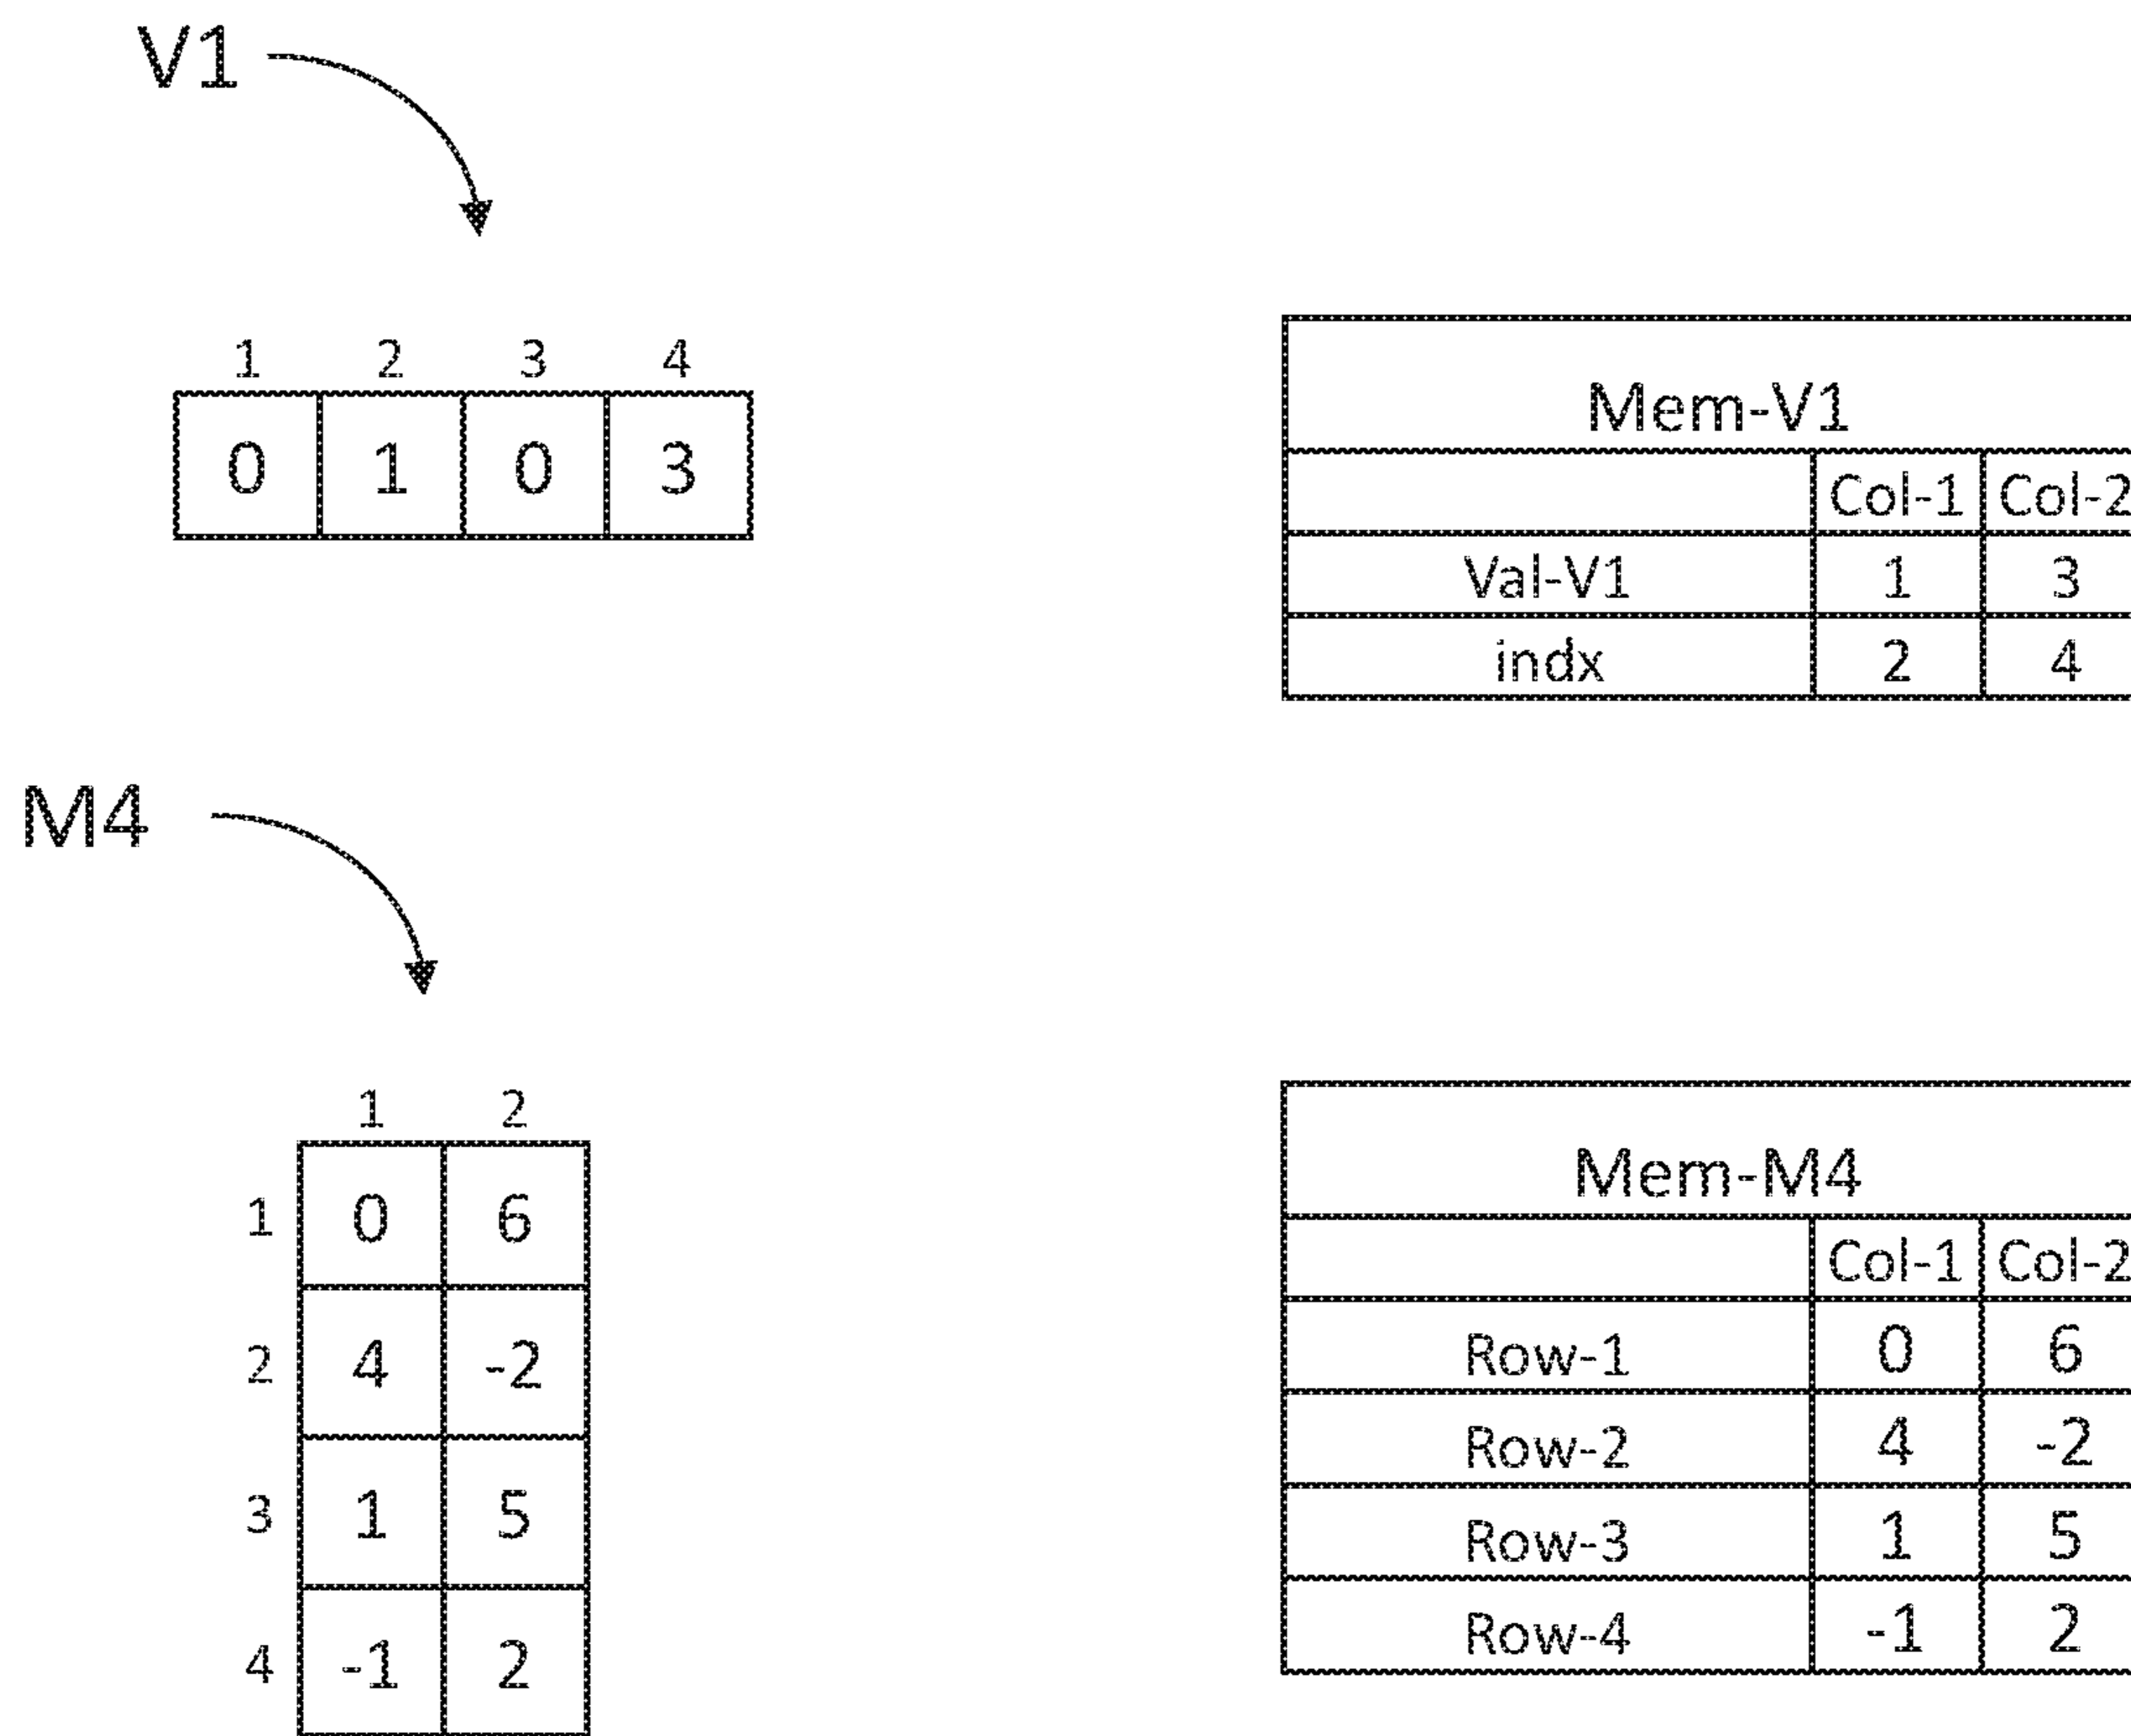 V1
1 2 3 4
0 1 0 3
Mem-V1
Col-1 Col-2
Val-V1 1 3
indx 2 4
M4
1 2
1 0 6
2 4 -2
3 1 5
4 -1 2
Mem-M4
Col-1 Col-2
Row-1 0 6
Row-2 4 -2
Row-3 1 5
Row-4 -1 2